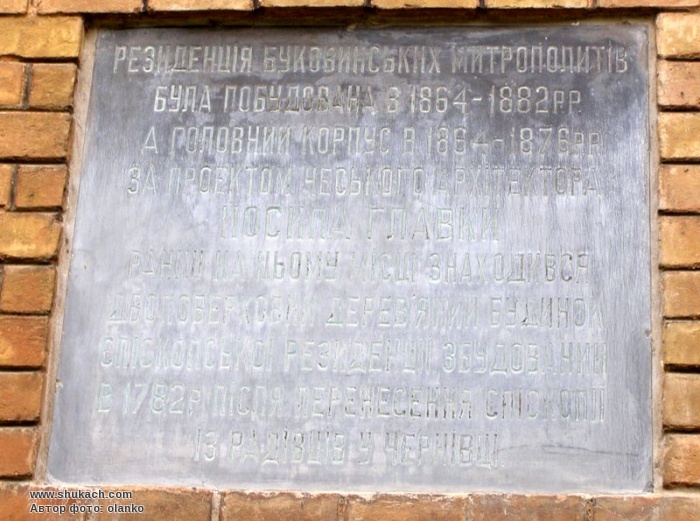 РЕЗИДЕНЦІЯ БУКОВИНСЬКИХ МИТРОПОЛИТІВ
БУЛА ПОБУДОВАНА В 1864-1882РР.
А ГОЛОВНИЙ КОРПУС В 1864-1876РР.
ЗА ПРОЕКТОМ ЧЕСЬКОГО АРХІТЕКТОРА
ЙОСИПА ГЛАВКИ
РАНІШ НА ЦЬОМУ МІСЦІ ЗНАХОДИВСЯ
ДВОПОВЕРХОВИЙ ДЕРЕВ'ЯНИЙ БУДИНОК
ЄПІСКОПСЬКОЇ РЕЗИДЕНЦІЇ ЗБУДОВАНИЙ
В 1782Р. ПІСЛЯ ПЕРЕНЕСЕННЯ ЄПІСКОПІЇ
ІЗ РАДІВЦІВ У ЧЕРНІВЦІ
www.shukach.com
Автор фото: olanko